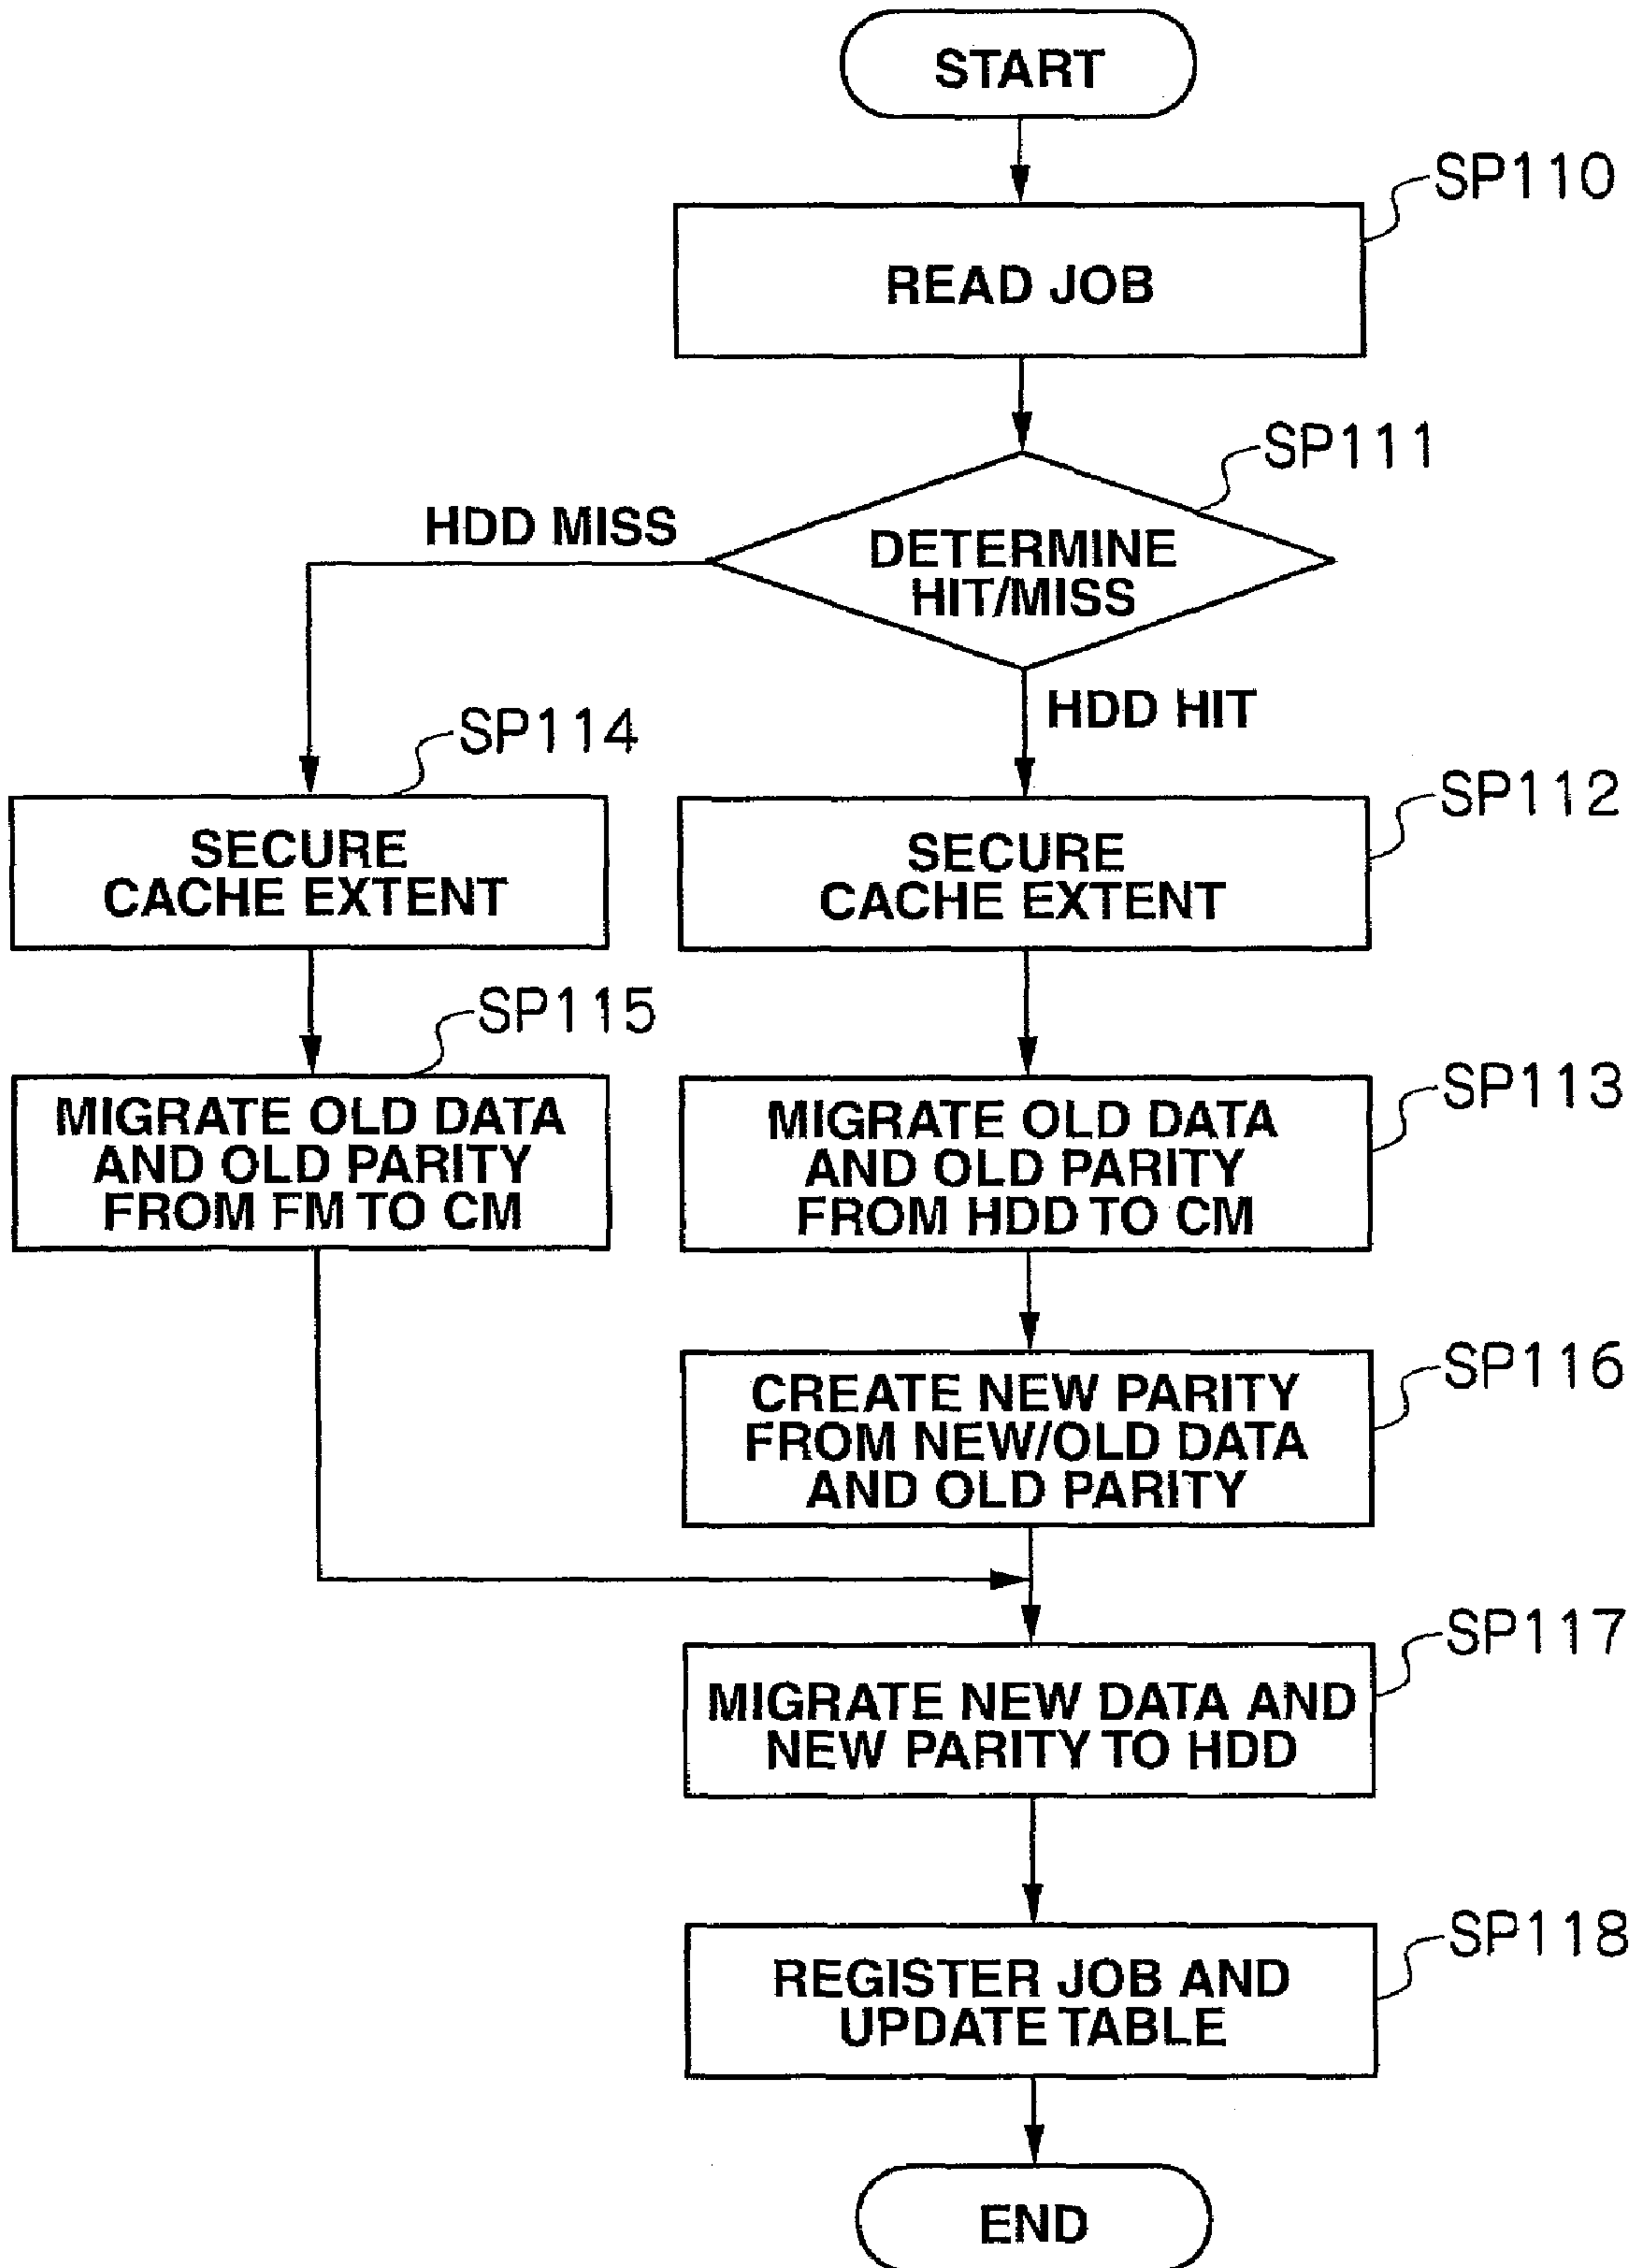 START
SP110
READ JOB
SP111
HDD MISS
DETERMINE
HIT/MISS
HDD HIT
SP114
SP112
SECURE
CACHE EXTENT
SECURE
CACHE EXTENT
SP115
SP113
MIGRATE OLD DATA
AND OLD PARITY
FROM FM TO CM
MIGRATE OLD DATA
AND OLD PARITY
FROM HDD TO CM
SP116
CREATE NEW PARITY
FROM NEW/OLD DATA
AND OLD PARITY
SP117
MIGRATE NEW DATA AND
NEW PARITY TO HDD
SP118
REGISTER JOB AND
UPDATE TABLE
END